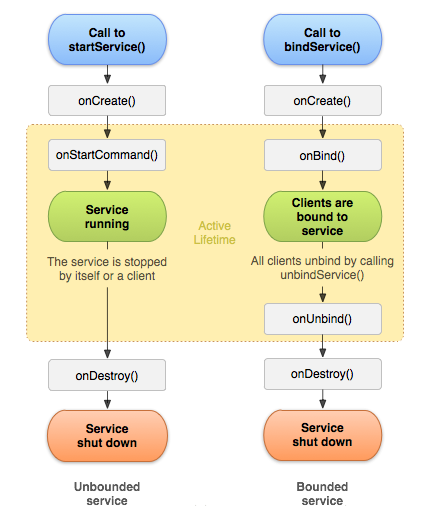 Call to
startService()
onCreate()
onStartCommand()
Service
running
The service is stopped
by itself or a client
onDestroy()
Service
shut down
Unbounded
service
Active
Lifetime
Call to
bindService()
onCreate()
onBind()
Clients are
bound to
service
All clients unbind by calling
unbindService()
onUnbind()
onDestroy()
Service
shut down
Bounded
service